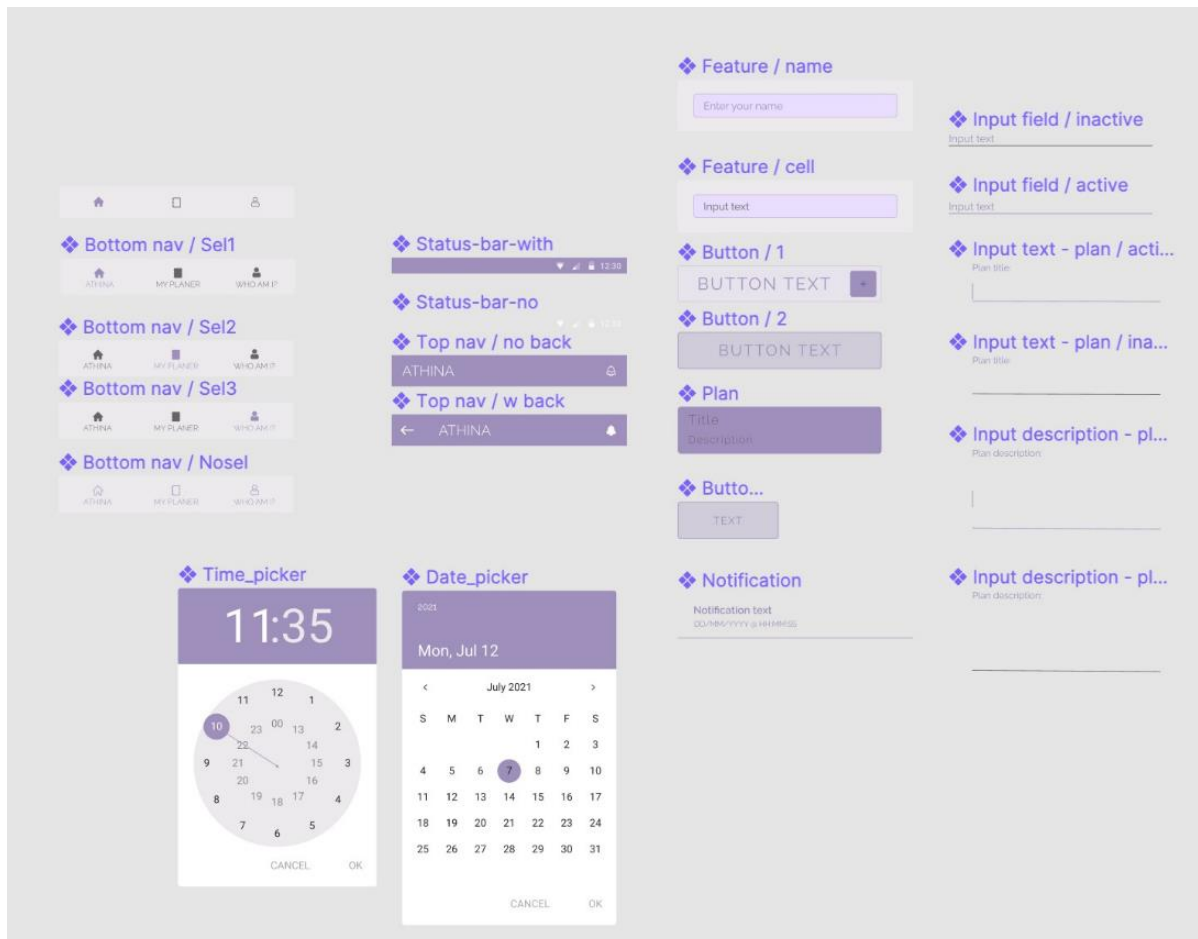 Bottom nav / Sel1
ATHINA MY PLANER WHO AM I?
Bottom nav / Sel2
ATHINA MY PLANER WHO AM I?
Bottom nav / Sel3
ATHINA MY PLANER WHO AM I?
Bottom nav / Nosel
ATHINA MY PLANER WHO AM I?
Status-bar-with
12:30
Status-bar-no
12:30
Top nav / no back
ATHINA
Top nav / w back
ATHINA
Feature / name
Enter your name
Feature / cell
Input text
Button / 1
BUTTON TEXT +
Button / 2
BUTTON TEXT
Plan
Title
Description
Butto...
TEXT
Notification
Notification text
DD/MM/YYYY @ HH:MM:SS
Input field / inactive
Input text
Input field / active
Input text
Input text - plan / acti...
Plan title:
Input text - plan / ina...
Plan title:
Input description - pl...
Plan description:
Input description - pl...
Plan description:
Time_picker
11:35
12
11 1
00
10 23 13 2
22 14
9 21 15 3
20 16
8 19 18 17 4
7 5
6
CANCEL OK
Date_picker
2021
Mon, Jul 12
< July 2021 >
S M T W T F S
1 2 3
4 5 6 7 8 9 10
11 12 13 14 15 16 17
18 19 20 21 22 23 24
25 26 27 28 29 30 31
CANCEL OK